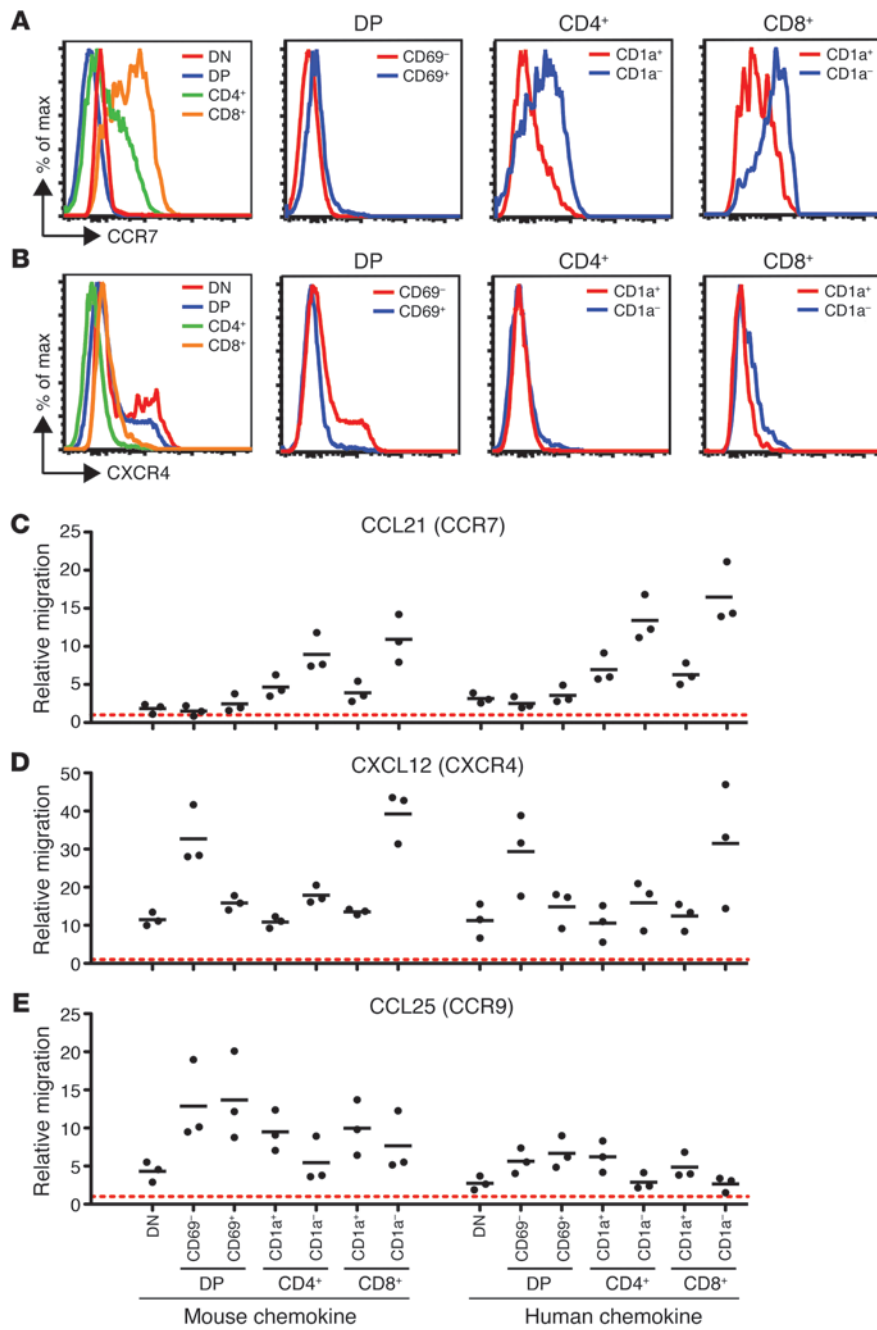 A
DP
CD4⁺
CD8⁺
DN
DP
CD4⁺
CD8⁺
CD69⁻
CD69⁺
CD1a⁺
CD1a⁻
CD1a⁺
CD1a⁻
% of max
CCR7
B
DP
CD4⁺
CD8⁺
DN
DP
CD4⁺
CD8⁺
CD69⁻
CD69⁺
CD1a⁺
CD1a⁻
CD1a⁺
CD1a⁻
% of max
CXCR4
C
CCL21 (CCR7)
Relative migration
25
20
15
10
5
0
D
CXCL12 (CXCR4)
Relative migration
50
40
30
20
10
0
E
CCL25 (CCR9)
Relative migration
25
20
15
10
5
0
DN CD69⁻ CD69⁺ CD1a⁺ CD1a⁻ CD1a⁺ CD1a⁻ DN CD69⁻ CD69⁺ CD1a⁺ CD1a⁻ CD1a⁺ CD1a⁻
DP CD4⁺ CD8⁺ DP CD4⁺ CD8⁺
Mouse chemokine Human chemokine